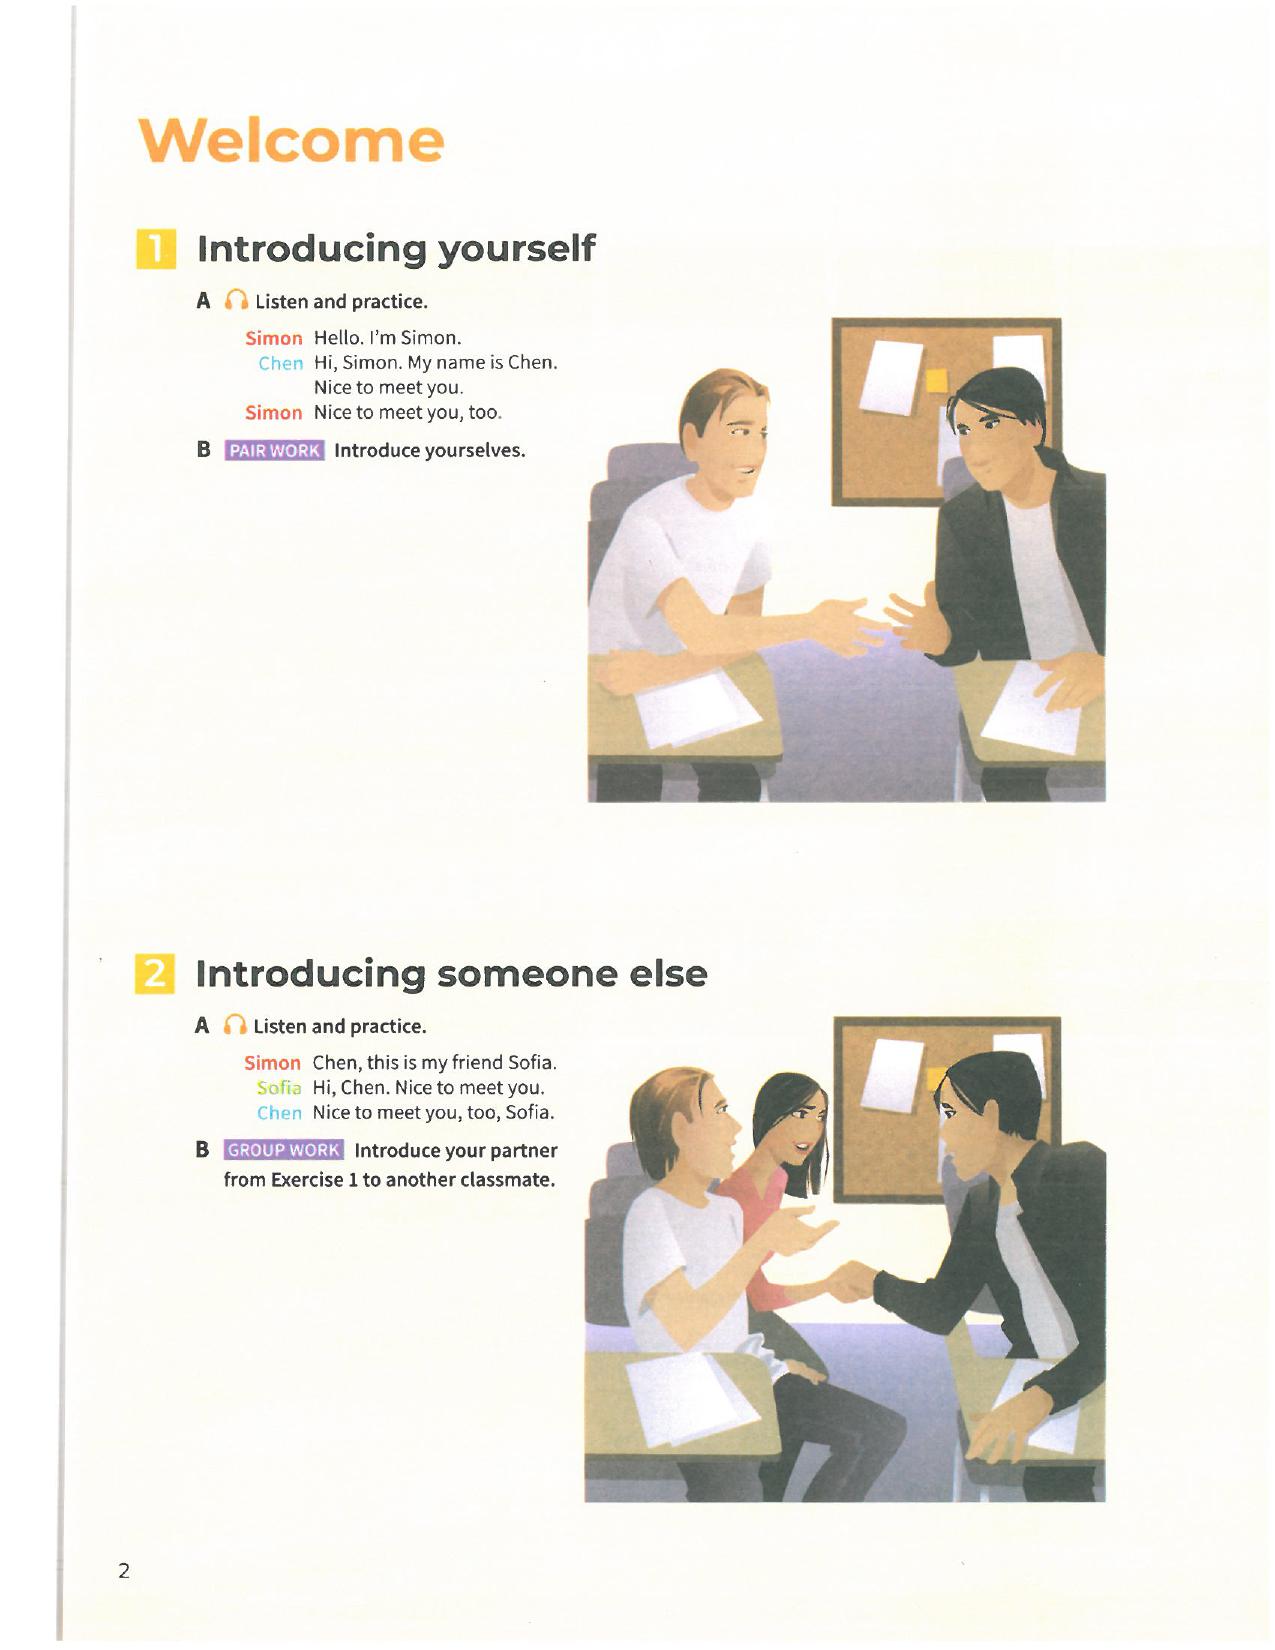 Welcome
1 Introducing yourself
A Listen and practice.
Simon Hello. I'm Simon.
Chen Hi, Simon. My name is Chen.
Nice to meet you.
Simon Nice to meet you, too.
B PAIR WORK Introduce yourselves.
2 Introducing someone else
A Listen and practice.
Simon Chen, this is my friend Sofia.
Sofia Hi, Chen. Nice to meet you.
Chen Nice to meet you, too, Sofia.
B GROUP WORK Introduce your partner
from Exercise 1 to another classmate.
2